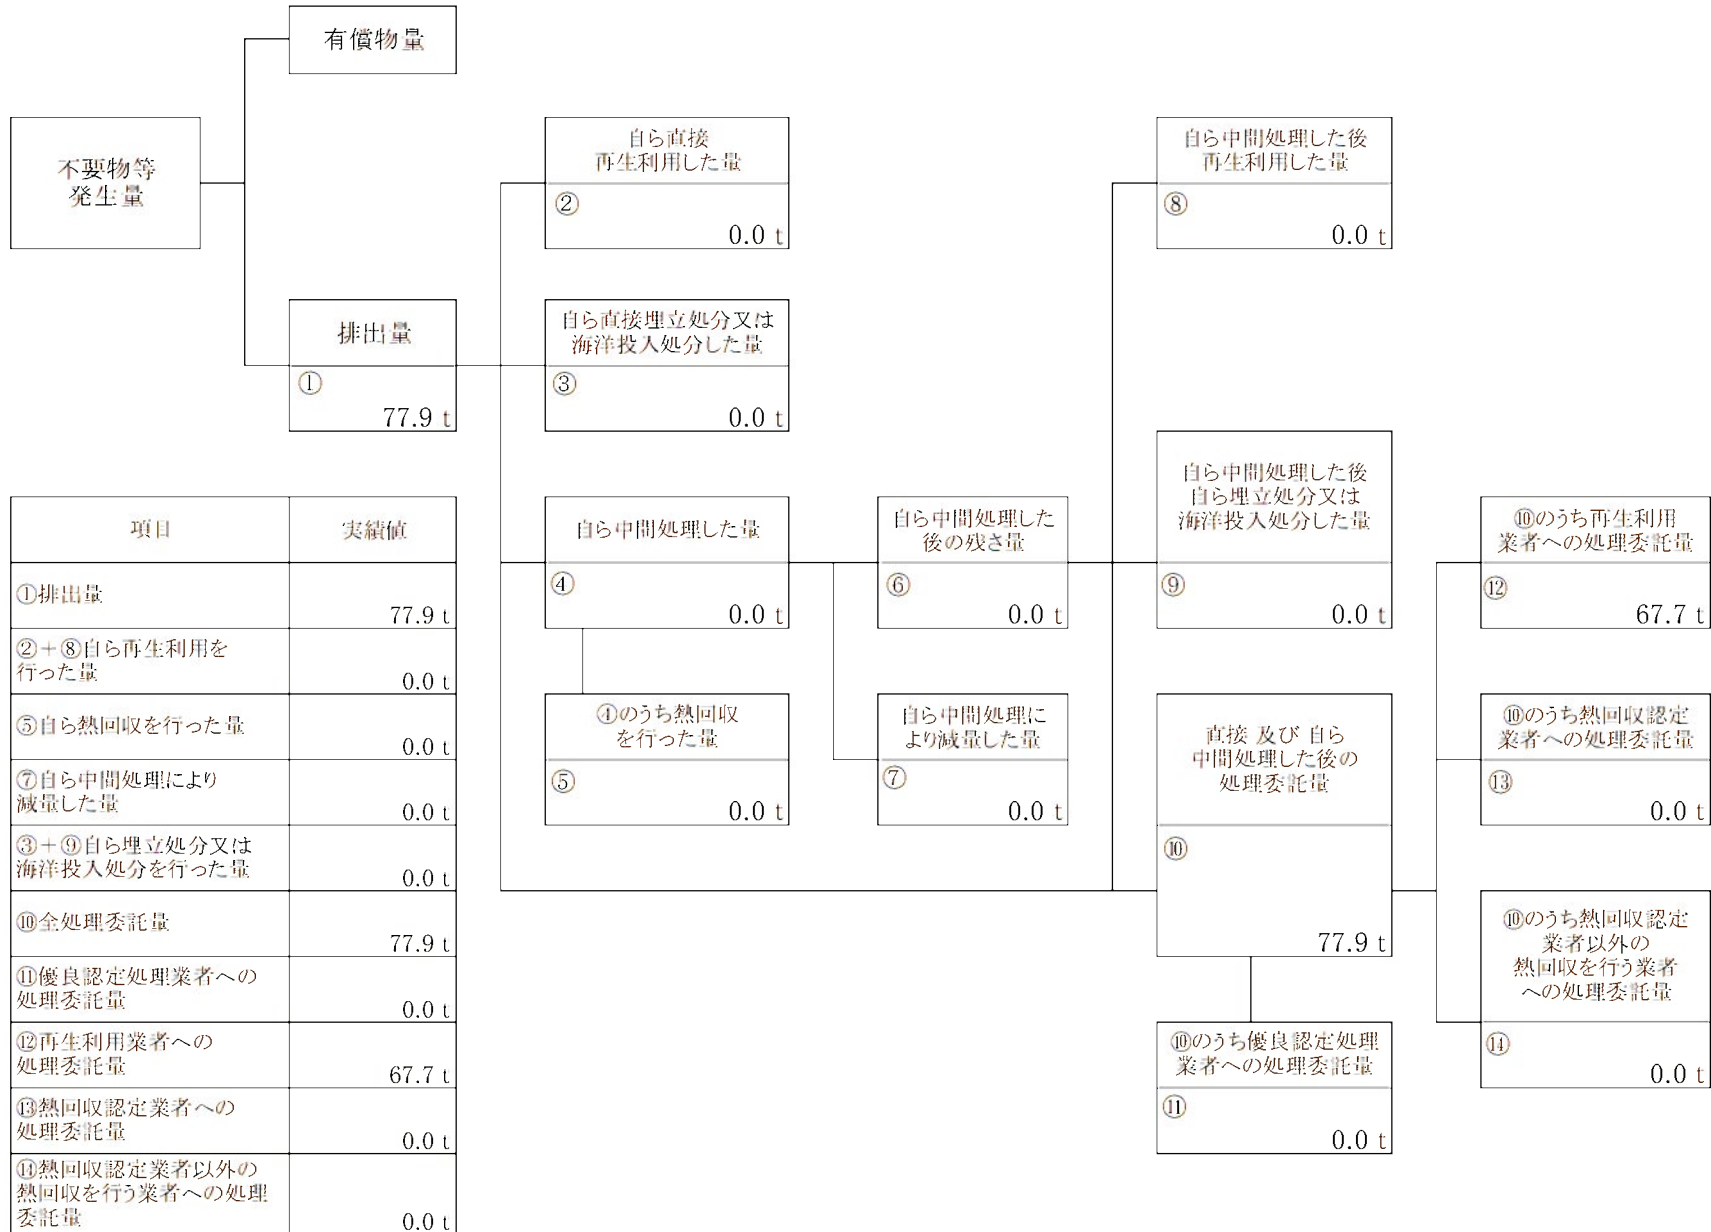 有償物量
不要物等
発生量
自ら直接
再生利用した量
②
0.0 t
自ら中間処理した後
再生利用した量
⑧
0.0 t
排出量
①
77.9 t
自ら直接埋立処分又は
海洋投入処分した量
③
0.0 t
自ら中間処理した量
④
0.0 t
自ら中間処理した
後の残さ量
⑥
0.0 t
自ら中間処理した後
自ら埋立処分又は
海洋投入処分した量
⑨
0.0 t
⑩のうち再生利用
業者への処理委託量
⑫
67.7 t
④のうち熱回収
を行った量
⑤
0.0 t
自ら中間処理に
より減量した量
⑦
0.0 t
直接 及び 自ら
中間処理した後の
処理委託量
⑩
77.9 t
⑩のうち熱回収認定
業者への処理委託量
⑬
0.0 t
⑩のうち熱回収認定
業者以外の
熱回収を行う業者
への処理委託量
⑭
0.0 t
⑩のうち優良認定処理
業者への処理委託量
⑪
0.0 t
項目 実績値
①排出量
77.9 t
②＋⑧自ら再生利用を
行った量
0.0 t
⑤自ら熱回収を行った量
0.0 t
⑦自ら中間処理により
減量した量
0.0 t
③＋⑨自ら埋立処分又は
海洋投入処分を行った量
0.0 t
⑩全処理委託量
77.9 t
⑪優良認定処理業者への
処理委託量
0.0 t
⑫再生利用業者への
処理委託量
67.7 t
⑬熱回収認定業者への
処理委託量
0.0 t
⑭熱回収認定業者以外の
熱回収を行う業者への処理
委託量
0.0 t